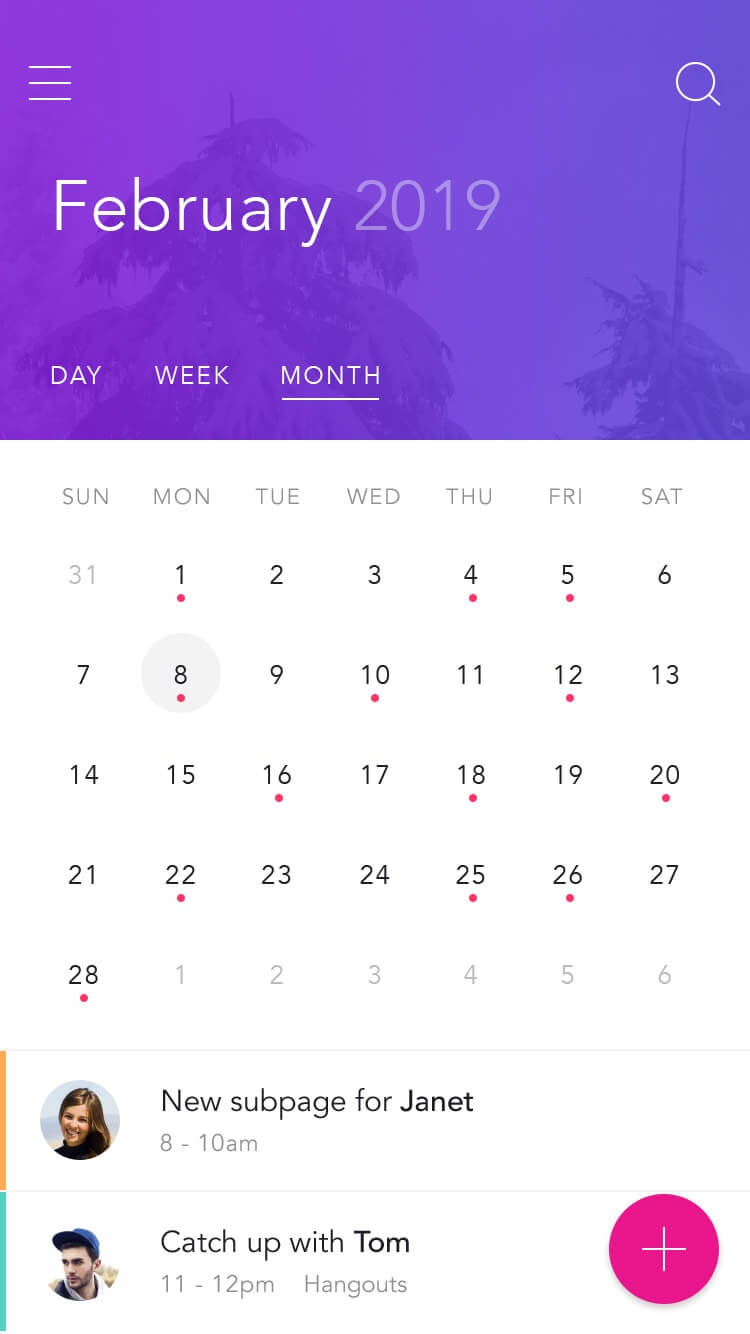 February 2019
DAY WEEK MONTH
SUN MON TUE WED THU FRI SAT
31 1 2 3 4 5 6
7 8 9 10 11 12 13
14 15 16 17 18 19 20
21 22 23 24 25 26 27
28 1 2 3 4 5 6
New subpage for Janet
8 - 10am
Catch up with Tom
11 - 12pm Hangouts